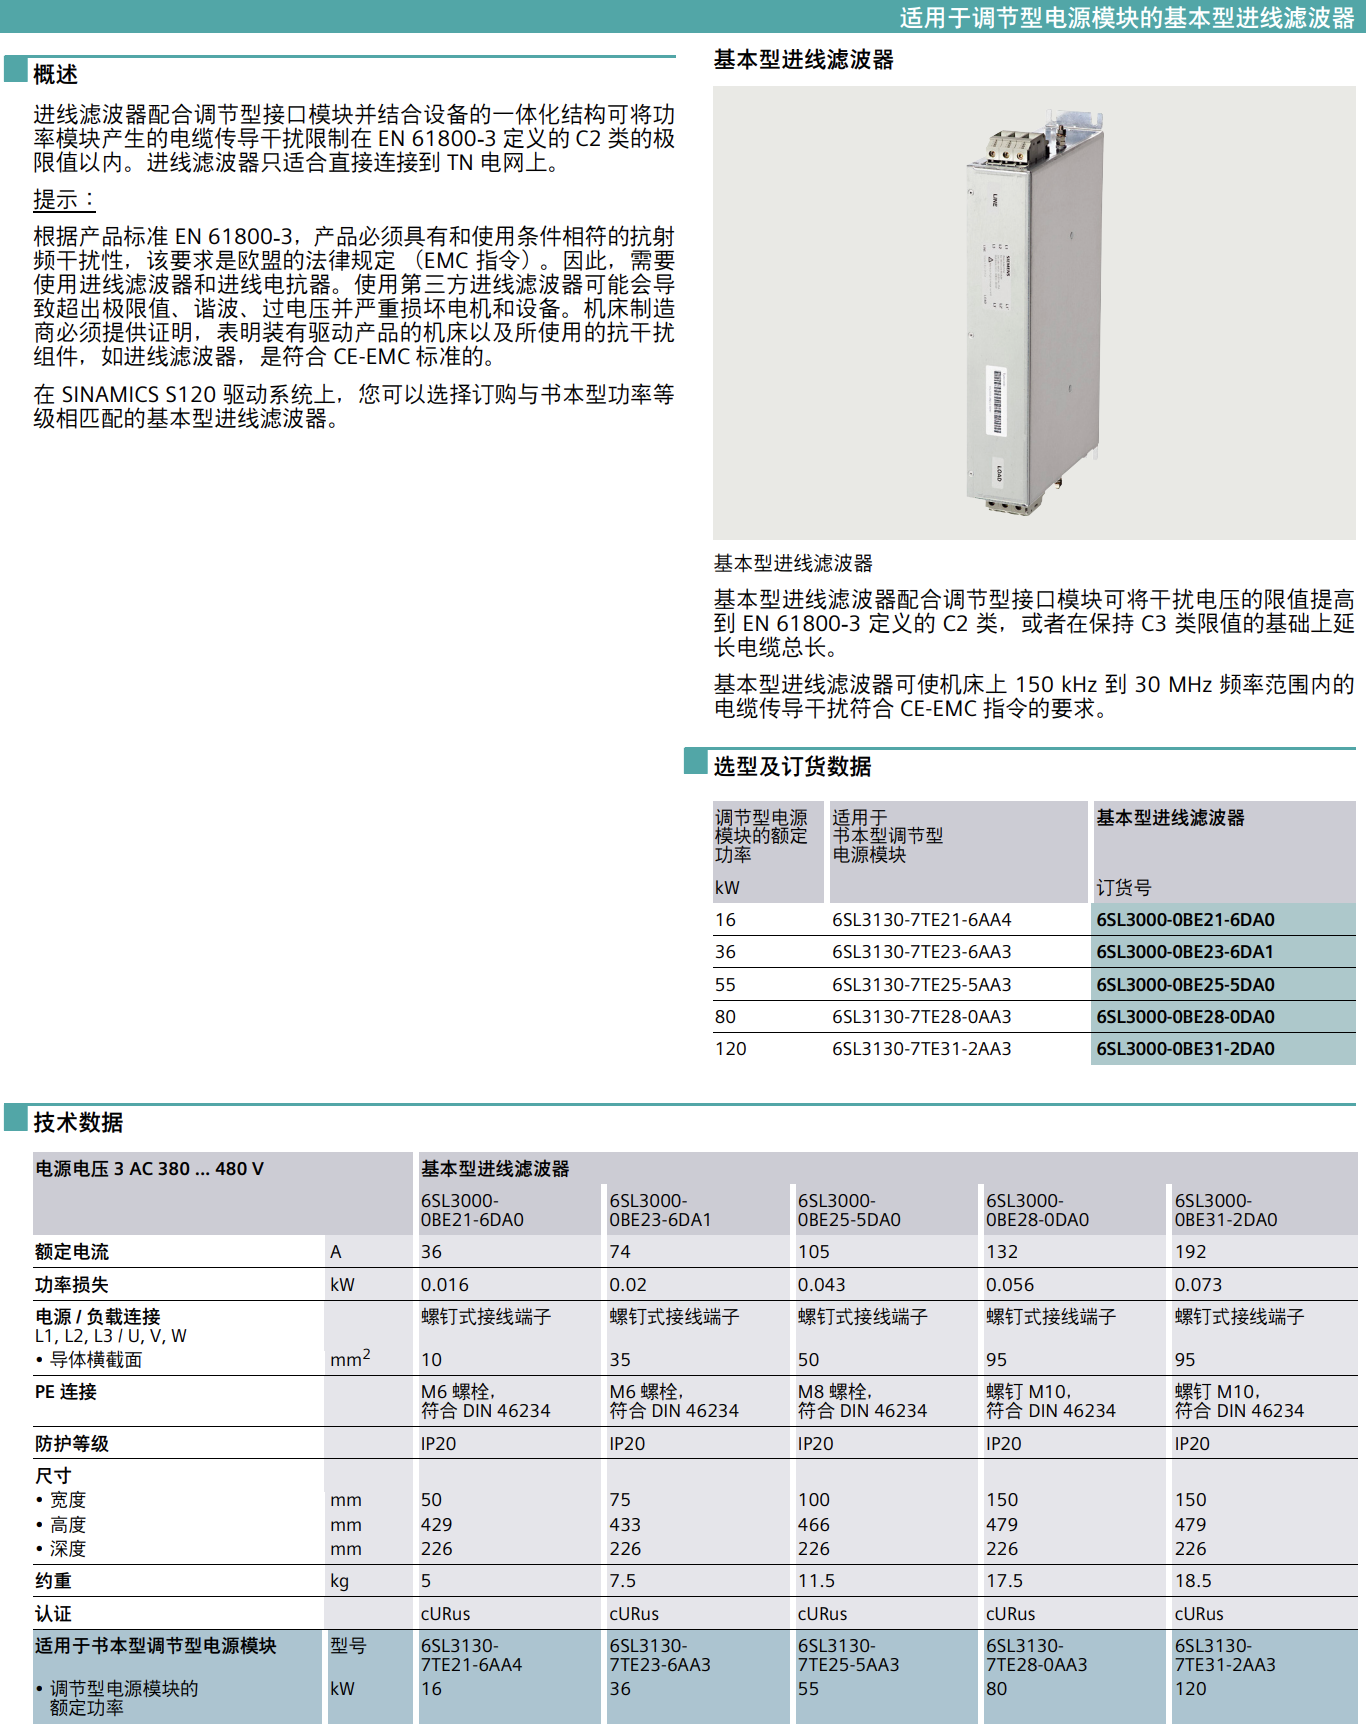 适用于调节型电源模块的基本型进线滤波器
概述
进线滤波器配合调节型接口模块并结合设备的一体化结构可将功
率模块产生的电缆传导干扰限制在 EN 61800-3 定义的 C2 类的极
限值以内。进线滤波器只适合直接连接到 TN 电网上。
提示：
根据产品标准 EN 61800-3，产品必须具有和使用条件相符的抗射
频干扰性，该要求是欧盟的法律规定 （EMC 指令）。因此，需要
使用进线滤波器和进线电抗器。使用第三方进线滤波器可能会导
致超出极限值、谐波、过电压并严重损坏电机和设备。机床制造
商必须提供证明，表明装有驱动产品的机床以及所使用的抗干扰
组件，如进线滤波器，是符合 CE-EMC 标准的。
在 SINAMICS S120 驱动系统上，您可以选择订购与书本型功率等
级相匹配的基本型进线滤波器。
基本型进线滤波器
LINE
SIEMENS
LOAD
基本型进线滤波器
基本型进线滤波器配合调节型接口模块可将干扰电压的限值提高
到 EN 61800-3 定义的 C2 类，或者在保持 C3 类限值的基础上延
长电缆总长。
基本型进线滤波器可使机床上 150 kHz 到 30 MHz 频率范围内的
电缆传导干扰符合 CE-EMC 指令的要求。
选型及订货数据
调节型电源 适用于 基本型进线滤波器
模块的额定 书本型调节型
功率 电源模块
kW 订货号
16 6SL3130-7TE21-6AA4 6SL3000-0BE21-6DA0
36 6SL3130-7TE23-6AA3 6SL3000-0BE23-6DA1
55 6SL3130-7TE25-5AA3 6SL3000-0BE25-5DA0
80 6SL3130-7TE28-0AA3 6SL3000-0BE28-0DA0
120 6SL3130-7TE31-2AA3 6SL3000-0BE31-2DA0
技术数据
电源电压 3 AC 380 ... 480 V 基本型进线滤波器
6SL3000- 6SL3000- 6SL3000- 6SL3000- 6SL3000-
0BE21-6DA0 0BE23-6DA1 0BE25-5DA0 0BE28-0DA0 0BE31-2DA0
额定电流 A 36 74 105 132 192
功率损失 kW 0.016 0.02 0.043 0.056 0.073
电源 / 负载连接 螺钉式接线端子 螺钉式接线端子 螺钉式接线端子 螺钉式接线端子 螺钉式接线端子
L1, L2, L3 / U, V, W
• 导体横截面 mm² 10 35 50 95 95
PE 连接 M6 螺栓， M6 螺栓， M8 螺栓， 螺钉 M10， 螺钉 M10，
符合 DIN 46234 符合 DIN 46234 符合 DIN 46234 符合 DIN 46234 符合 DIN 46234
防护等级 IP20 IP20 IP20 IP20 IP20
尺寸
• 宽度 mm 50 75 100 150 150
• 高度 mm 429 433 466 479 479
• 深度 mm 226 226 226 226 226
约重 kg 5 7.5 11.5 17.5 18.5
认证 cURus cURus cURus cURus cURus
适用于书本型调节型电源模块 型号 6SL3130- 6SL3130- 6SL3130- 6SL3130- 6SL3130-
7TE21-6AA4 7TE23-6AA3 7TE25-5AA3 7TE28-0AA3 7TE31-2AA3
• 调节型电源模块的 kW 16 36 55 80 120
额定功率